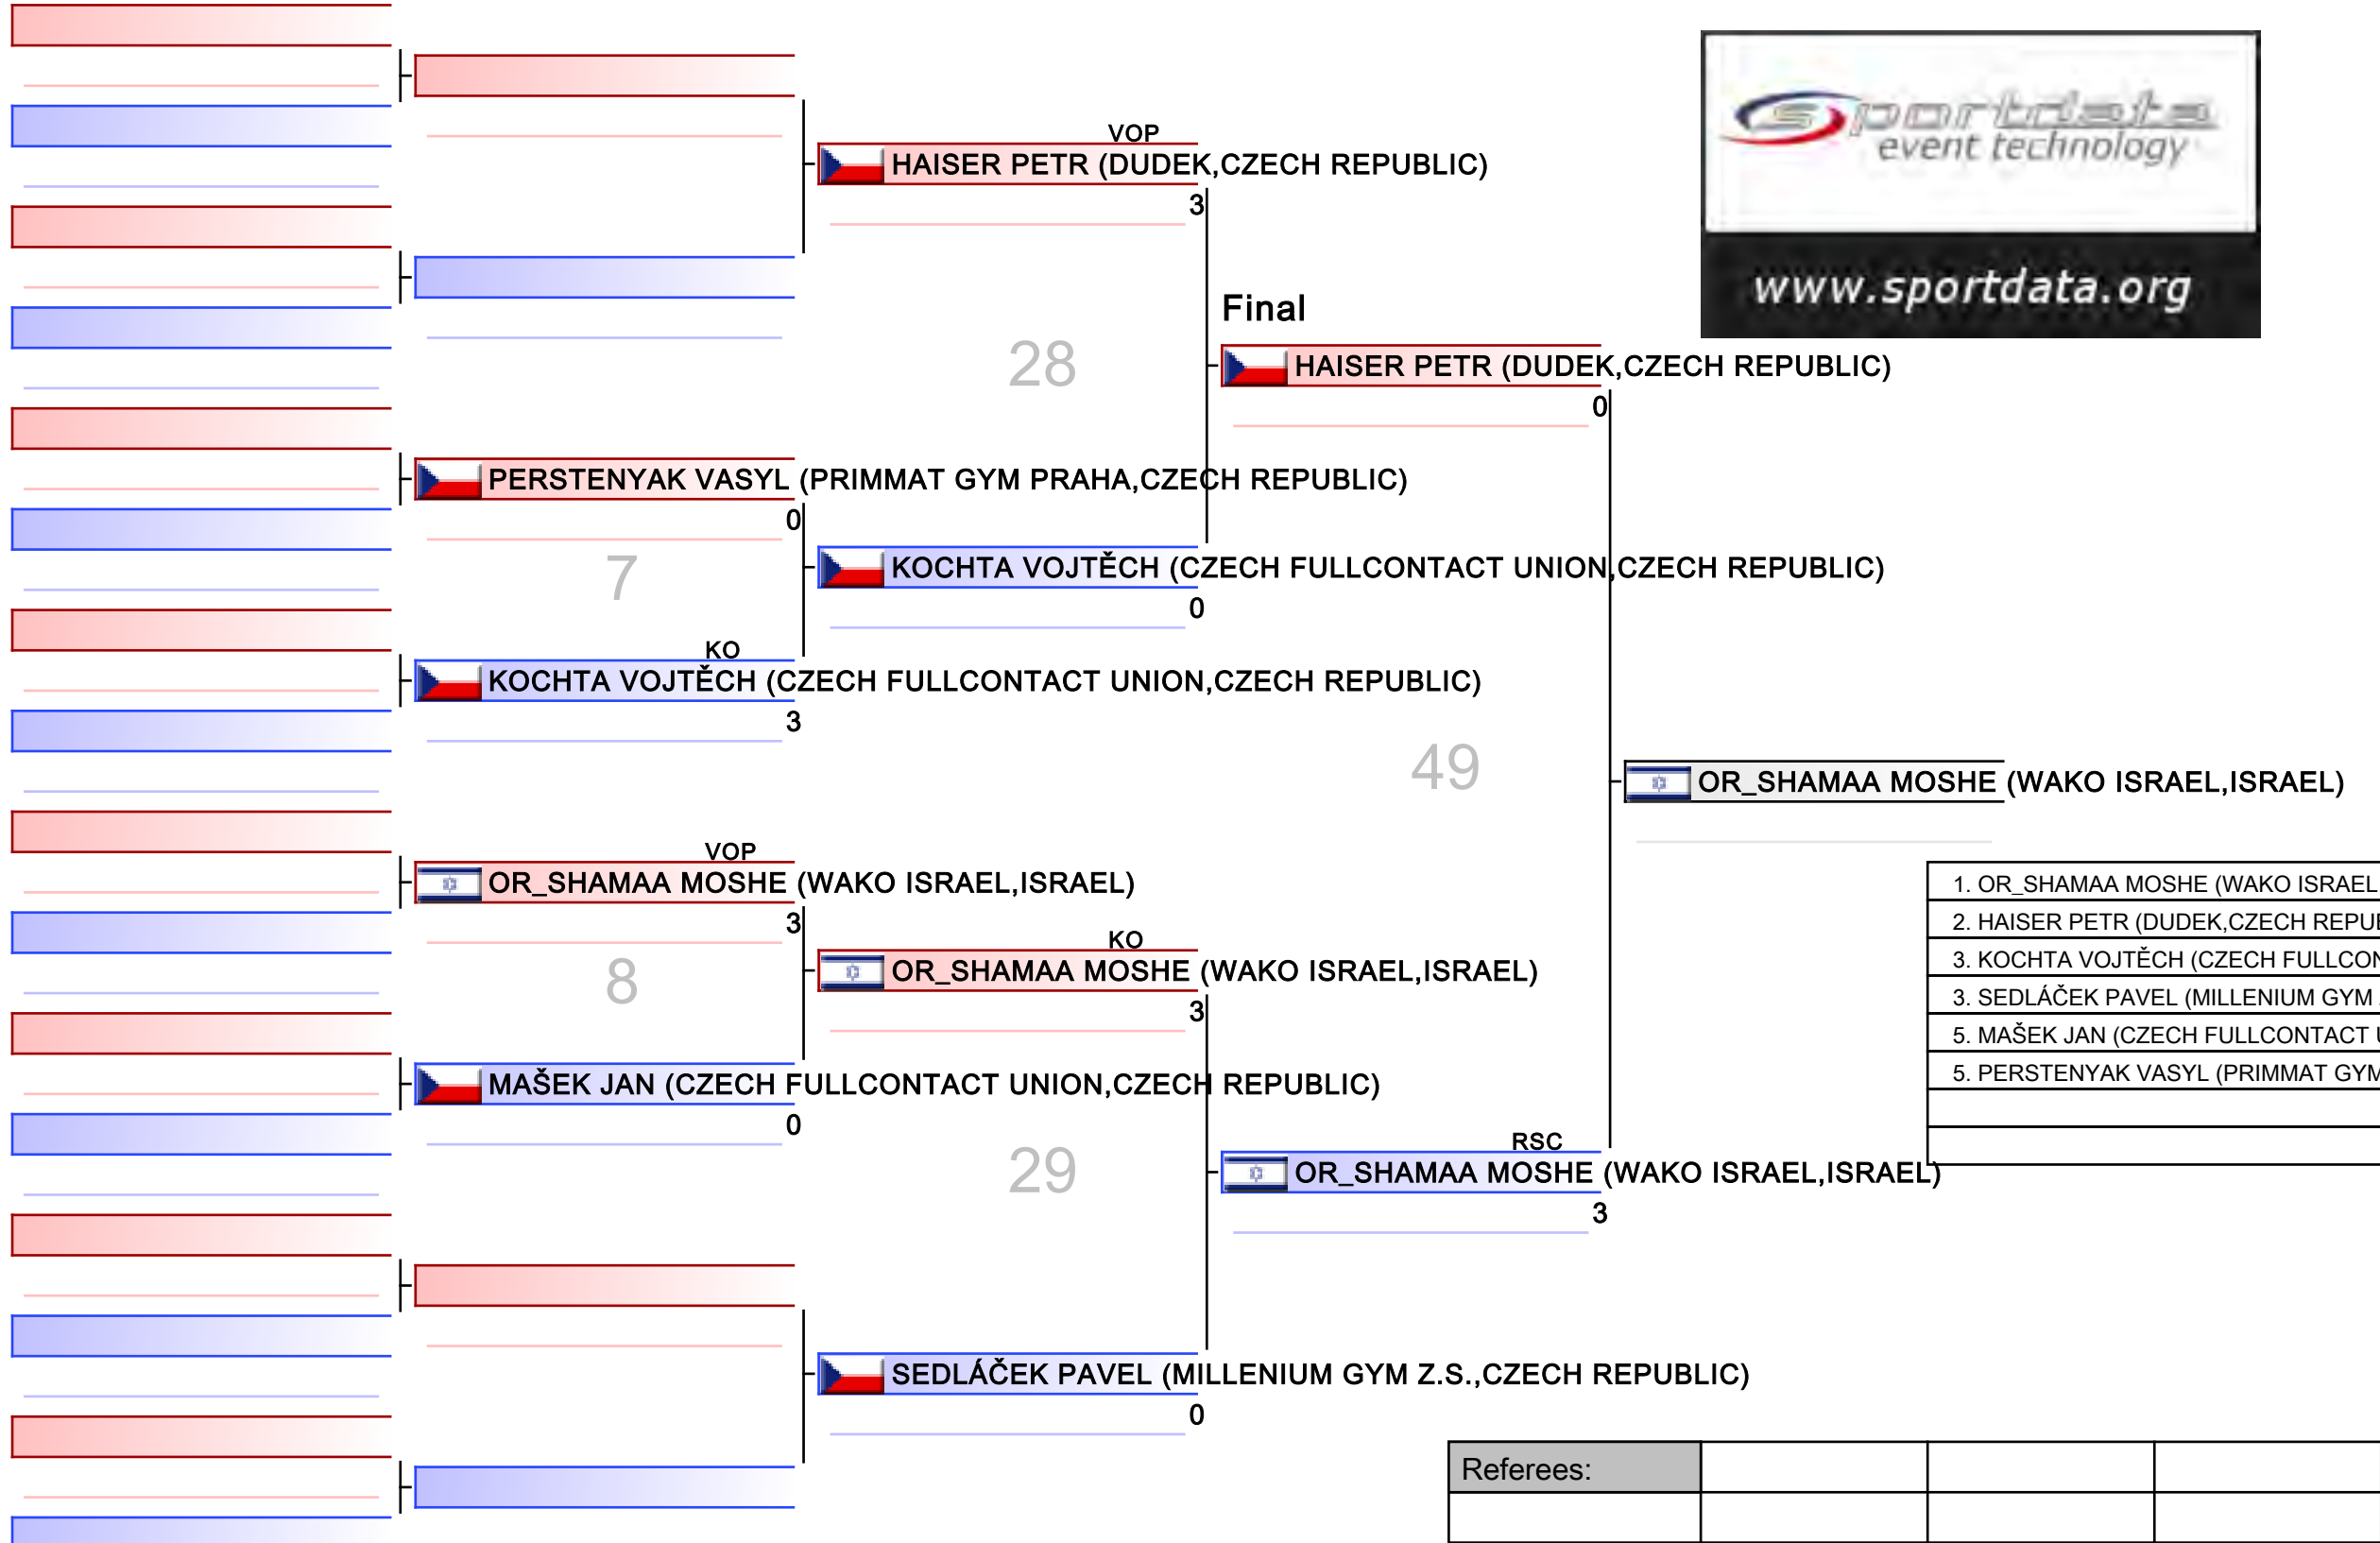 sportdata
event technology
www.sportdata.org
VOP
HAISER PETR (DUDEK,CZECH REPUBLIC)
3
28
Final
HAISER PETR (DUDEK,CZECH REPUBLIC)
0
PERSTENYAK VASYL (PRIMMAT GYM PRAHA,CZECH REPUBLIC)
0
7
KOCHTA VOJTĚCH (CZECH FULLCONTACT UNION,CZECH REPUBLIC)
0
KO
KOCHTA VOJTĚCH (CZECH FULLCONTACT UNION,CZECH REPUBLIC)
3
49
OR_SHAMAA MOSHE (WAKO ISRAEL,ISRAEL)
VOP
OR_SHAMAA MOSHE (WAKO ISRAEL,ISRAEL)
3
8
KO
OR_SHAMAA MOSHE (WAKO ISRAEL,ISRAEL)
3
MAŠEK JAN (CZECH FULLCONTACT UNION,CZECH REPUBLIC)
0
29
RSC
OR_SHAMAA MOSHE (WAKO ISRAEL,ISRAEL)
3
SEDLÁČEK PAVEL (MILLENIUM GYM Z.S.,CZECH REPUBLIC)
0
1. OR_SHAMAA MOSHE (WAKO ISRAEL
2. HAISER PETR (DUDEK,CZECH
3. KOCHTA VOJTĚCH (CZECH
3. SEDLÁČEK PAVEL (MILLENIUM GYM
5. MAŠEK JAN (CZECH FULLCONTACT
5. PERSTENYAK VASYL (PRIMMAT GYM
Referees: